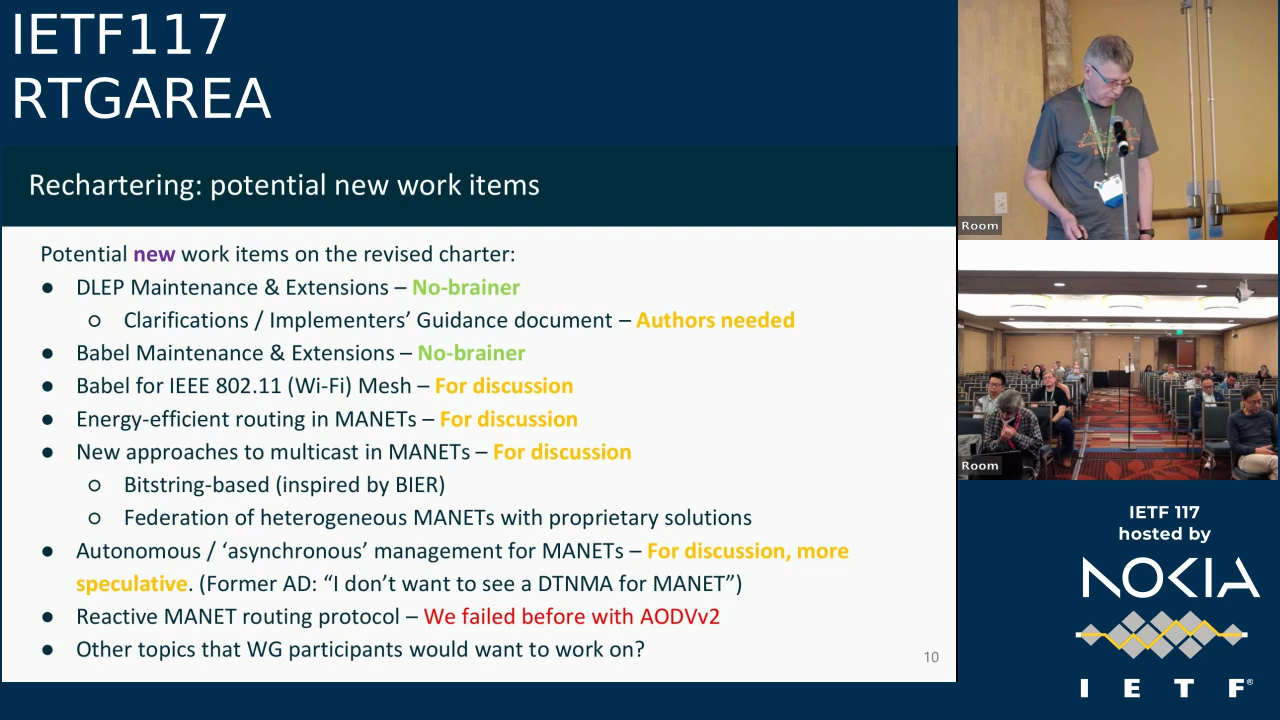 IETF117
RTGAREA
Rechartering: potential new work items
Potential new work items on the revised charter:
● DLEP Maintenance & Extensions – No-brainer
○ Clarifications / Implementers’ Guidance document – Authors needed
● Babel Maintenance & Extensions – No-brainer
● Babel for IEEE 802.11 (Wi-Fi) Mesh – For discussion
● Energy-efficient routing in MANETs – For discussion
● New approaches to multicast in MANETs – For discussion
○ Bitstring-based (inspired by BIER)
○ Federation of heterogeneous MANETs with proprietary solutions
● Autonomous / ‘asynchronous’ management for MANETs – For discussion, more
speculative. (Former AD: “I don’t want to see a DTNMA for MANET”)
● Reactive MANET routing protocol – We failed before with AODVv2
● Other topics that WG participants would want to work on?
10
Room
Room
IETF 117
hosted by
NOKIA
I E T F®